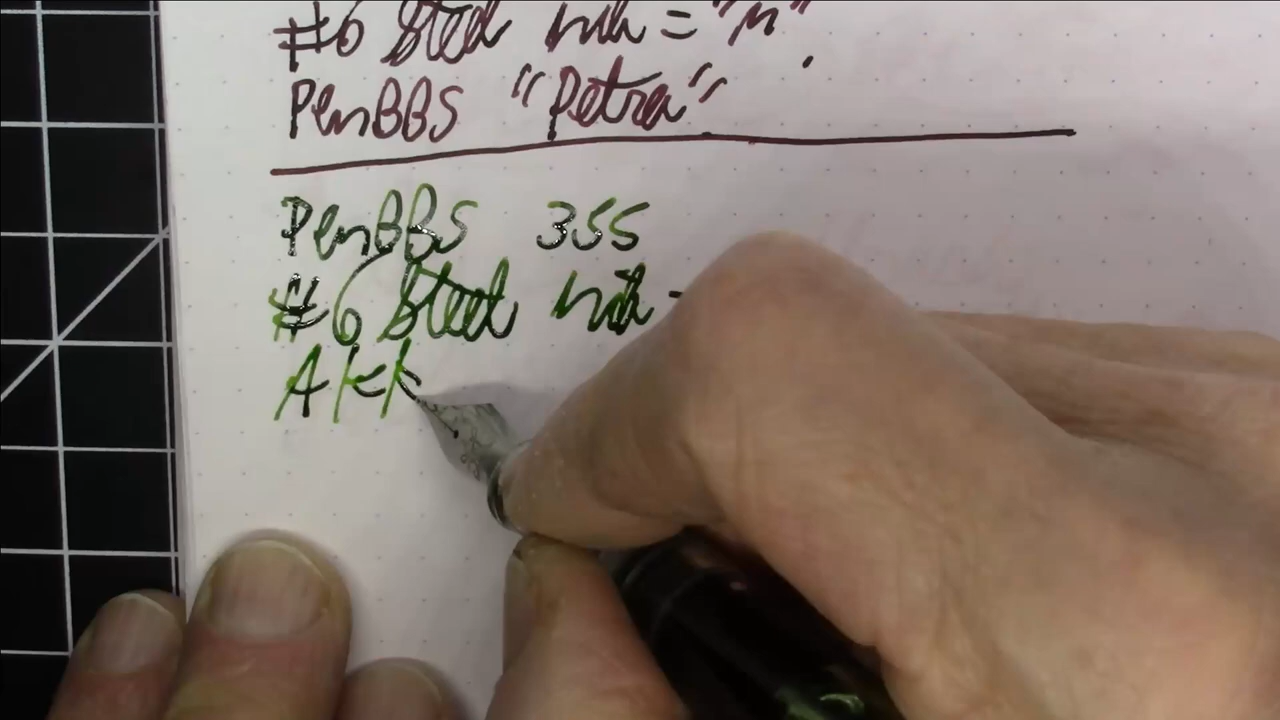 #6 Steel nib = "M"
PenBBS "Petra"
PenBBS 355
#6 Steel nib -
Akk